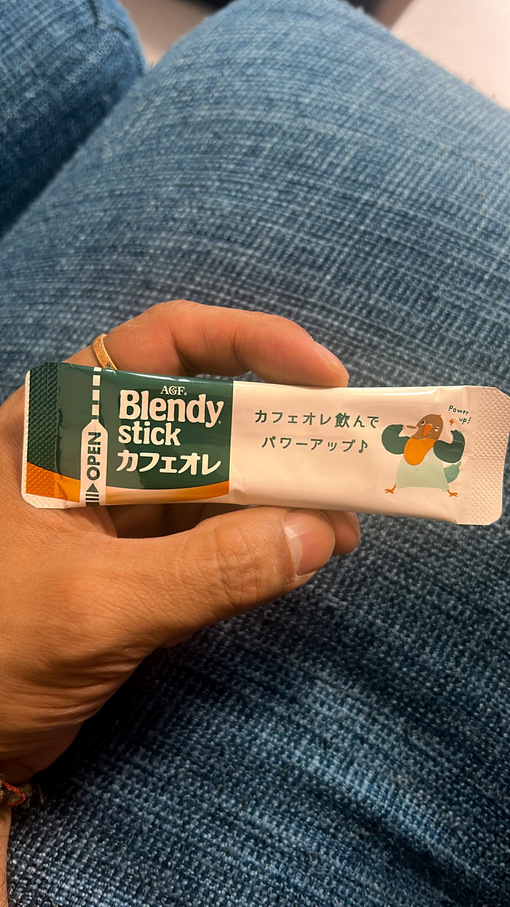 AGF®
Blendy®
stick
カフェオレ
OPEN
カフェオレ飲んで
パワーアップ♪
Power
up!